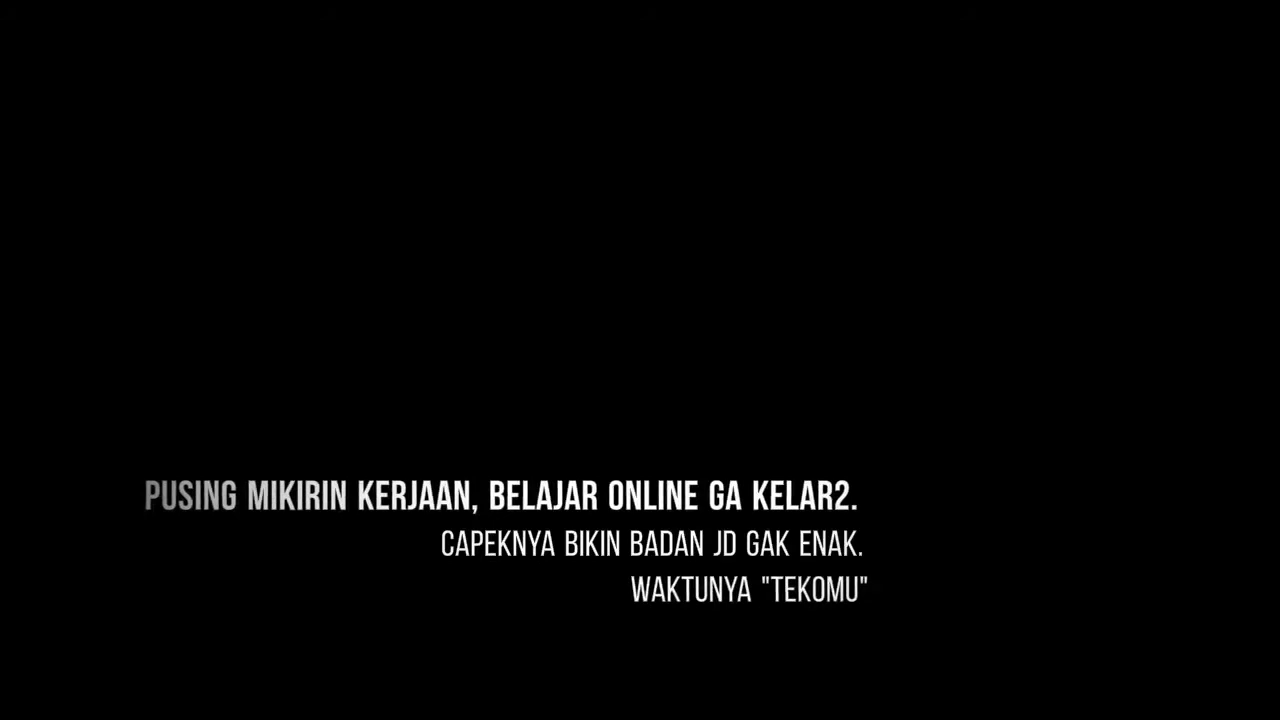 PUSING MIKIRIN KERJAAN, BELAJAR ONLINE GA KELAR2.
CAPEKNYA BIKIN BADAN JD GAK ENAK.
WAKTUNYA "TEKOMU"